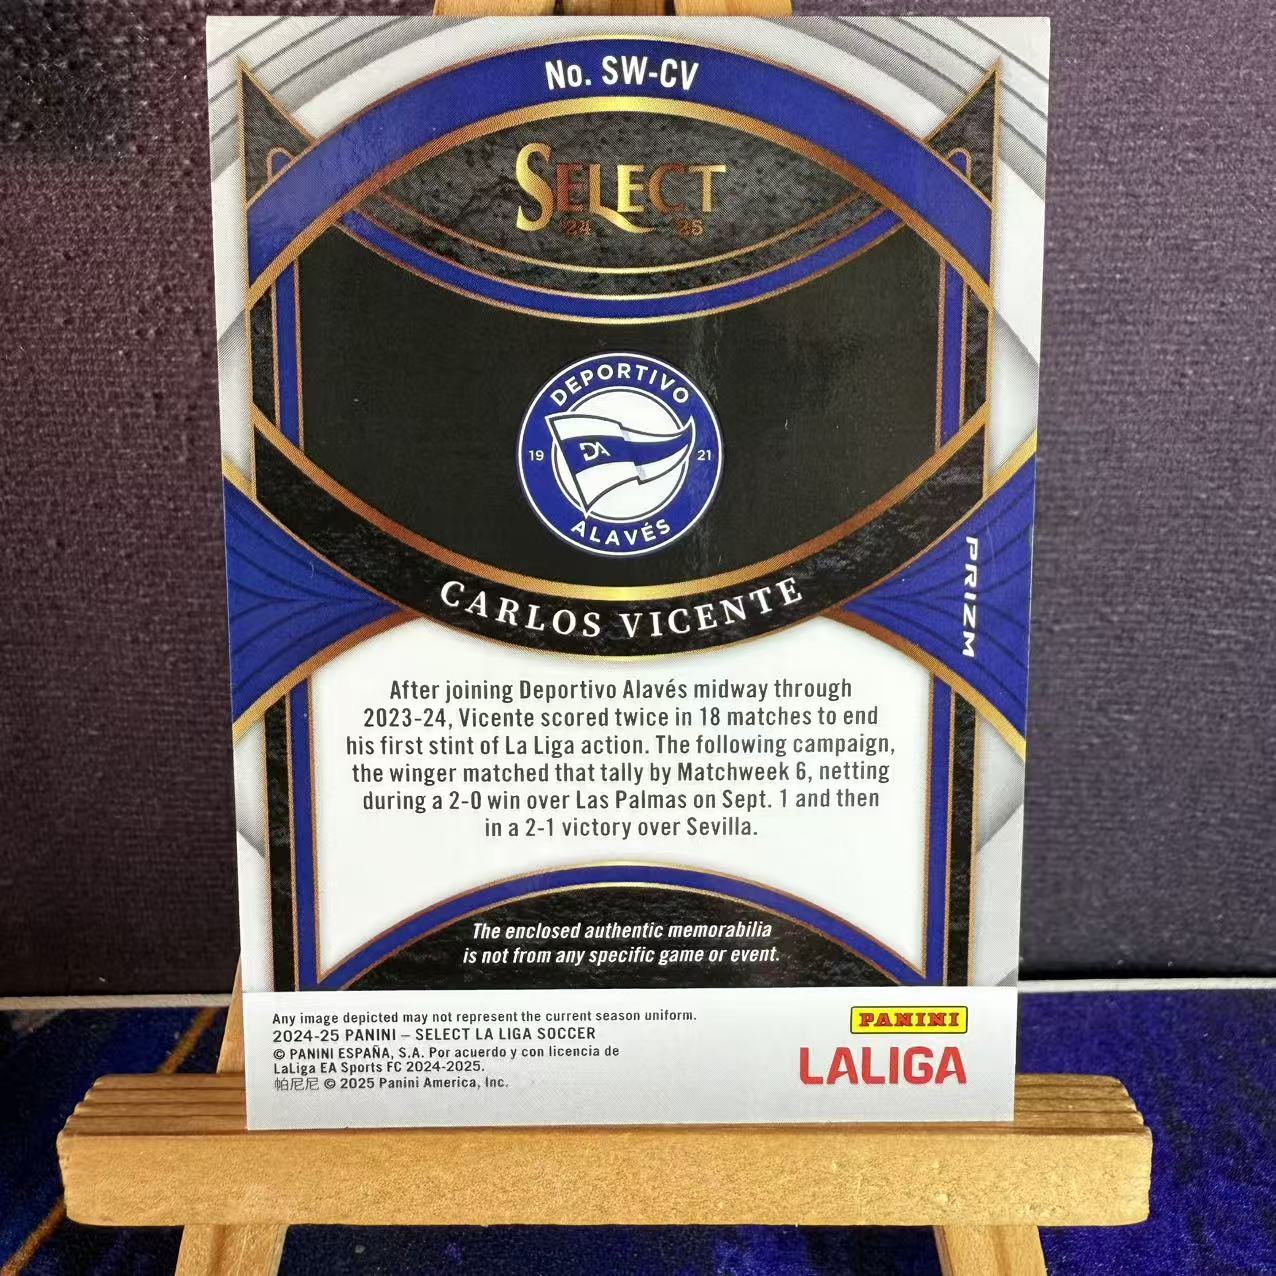 No. SW-CV
SELECT
'24 '25
DEPORTIVO
19 21
DA
ALAVÉS
CARLOS VICENTE
PRIZM
After joining Deportivo Alavés midway through
2023-24, Vicente scored twice in 18 matches to end
his first stint of La Liga action. The following campaign,
the winger matched that tally by Matchweek 6, netting
during a 2-0 win over Las Palmas on Sept. 1 and then
in a 2-1 victory over Sevilla.
The enclosed authentic memorabilia
is not from any specific game or event.
Any image depicted may not represent the current season uniform.
2024-25 PANINI – SELECT LA LIGA SOCCER
© PANINI ESPAÑA, S.A. Por acuerdo y con licencia de
LaLiga EA Sports FC 2024-2025.
帕尼尼 © 2025 Panini America, Inc.
PANINI
LALIGA